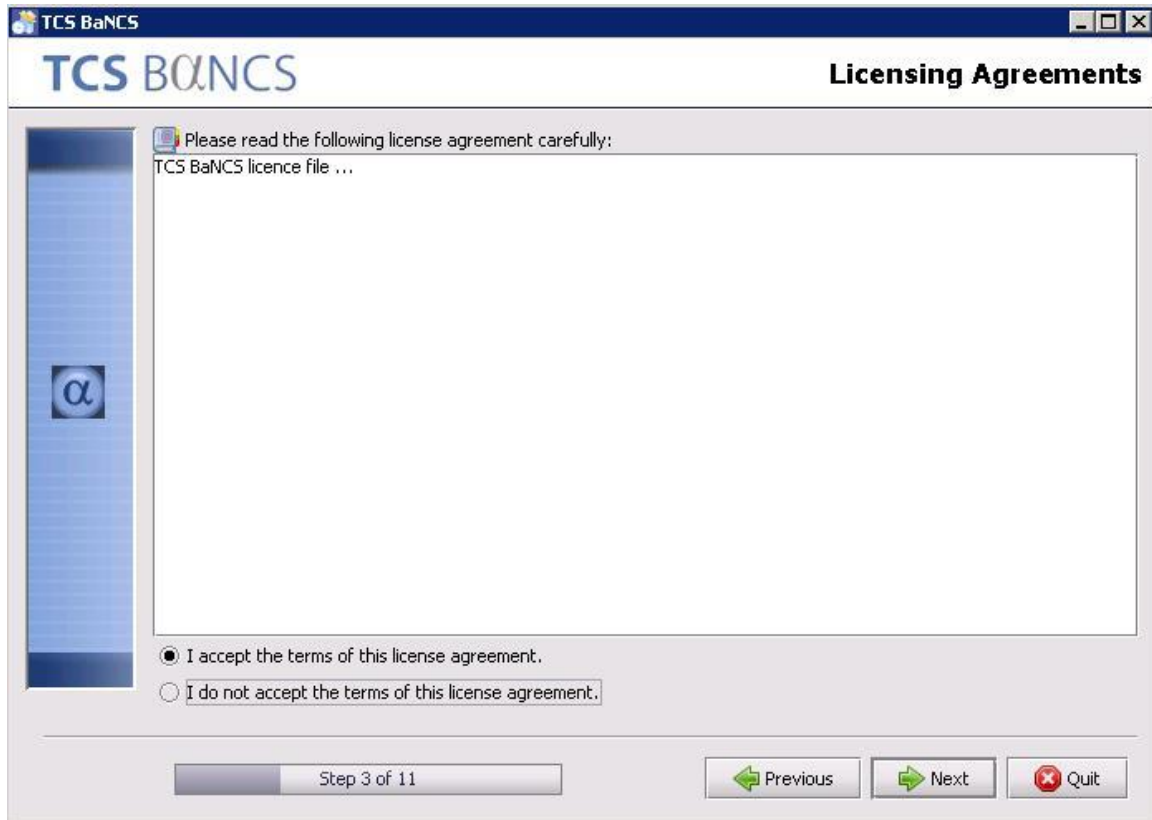 TCS BaNCS
TCS BαNCS
Licensing Agreements
Please read the following license agreement carefully:
TCS BaNCS licence file ...
α
I accept the terms of this license agreement.
I do not accept the terms of this license agreement.
Step 3 of 11
Previous
Next
Quit